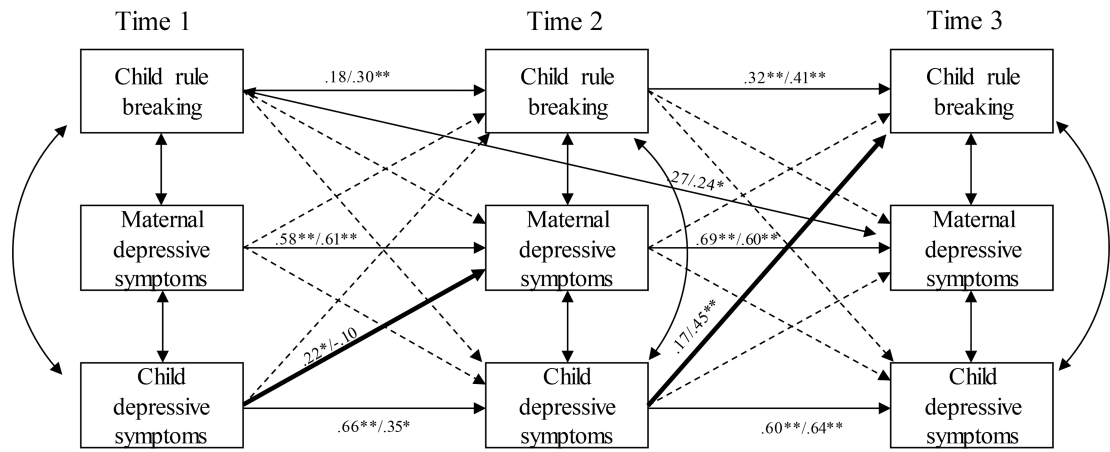 Time 1
Time 2
Time 3
Child rule
breaking
.18/.30**
Child rule
breaking
.32**/.41**
Child rule
breaking
.27/.24*
Maternal
depressive
symptoms
.58**/.61**
Maternal
depressive
symptoms
.69**/.60**
Maternal
depressive
symptoms
.22*/-.10
.17/.45**
Child
depressive
symptoms
.66**/.35*
Child
depressive
symptoms
.60**/.64**
Child
depressive
symptoms